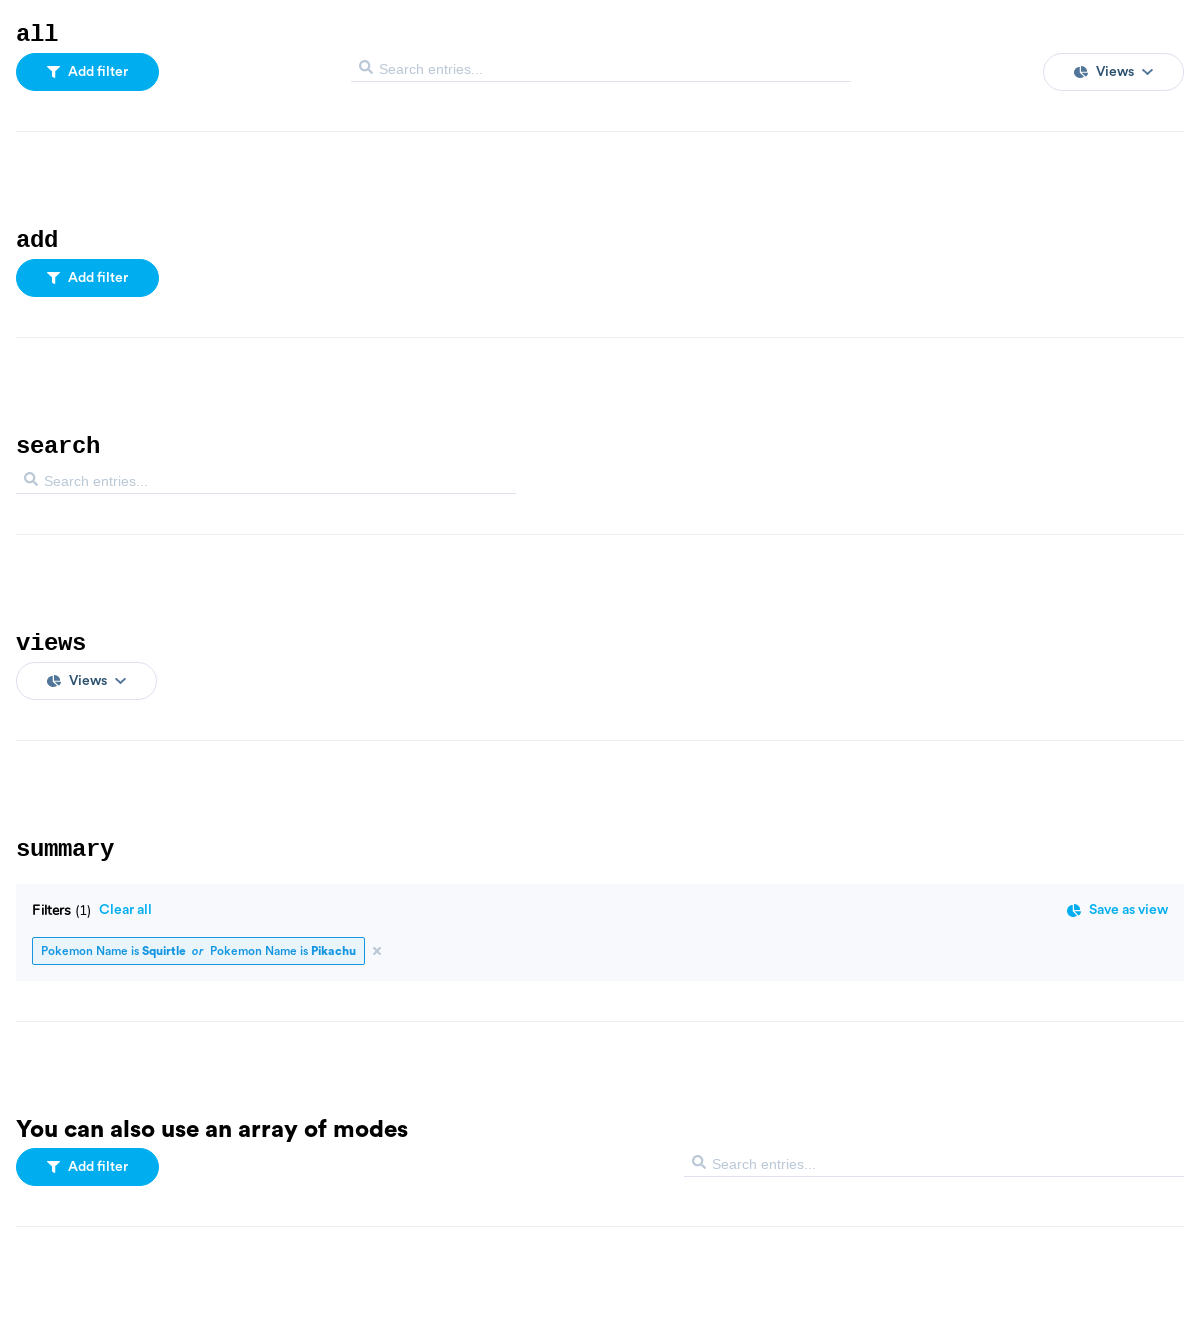 all
Add filter Search entries... Views
add
Add filter
search
Search entries...
views
Views
summary
Filters (1) Clear all Save as view
Pokemon Name is Squirtle or Pokemon Name is Pikachu
You can also use an array of modes
Add filter Search entries...